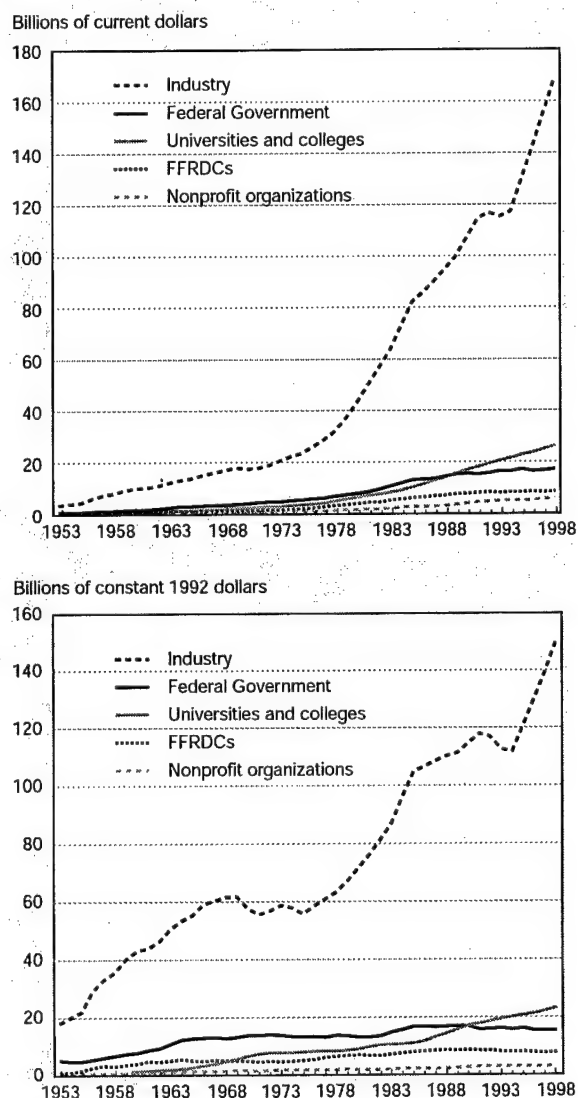 Billions of current dollars
180
160
140
120
100
80
60
40
20
0
Industry
Federal Government
Universities and colleges
FFRDCs
Nonprofit organizations
1953 1958 1963 1968 1973 1978 1983 1988 1993 1998
Billions of constant 1992 dollars
160
140
120
100
80
60
40
20
0
Industry
Federal Government
Universities and colleges
FFRDCs
Nonprofit organizations
1953 1958 1963 1968 1973 1978 1983 1988 1993 1998